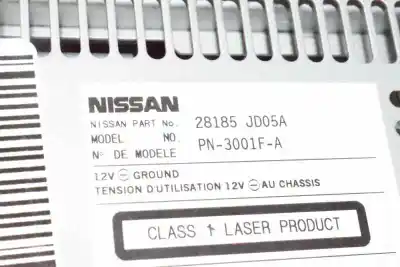 NISSAN
NISSAN PART No. 28185 JD05A
MODEL NO. PN-3001F-A
N° DE MODELE
12V ⊖ GROUND
TENSION D'UTILISATION 12V ⊖ AU CHASSIS
CLASS 1 LASER PRODUCT